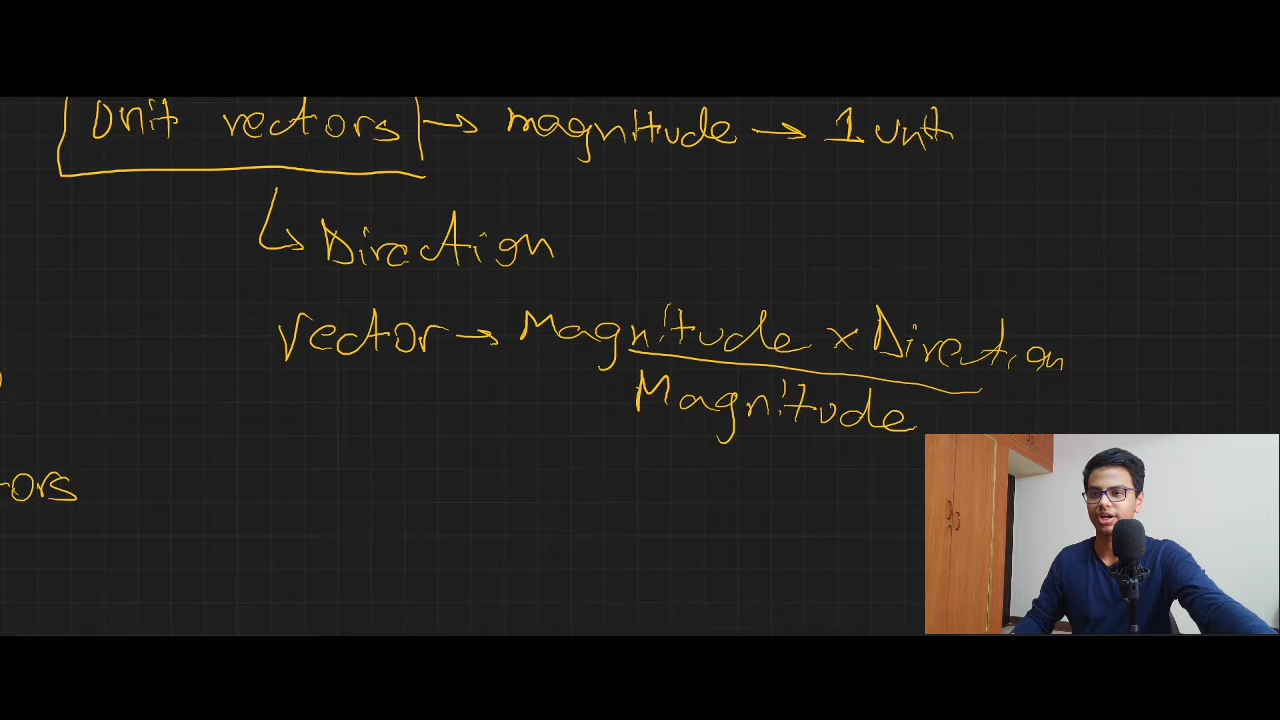 Unit vectors → magnitude → 1 unit
↳ Direction
vector → Magnitude x Direction
Magnitude
ors